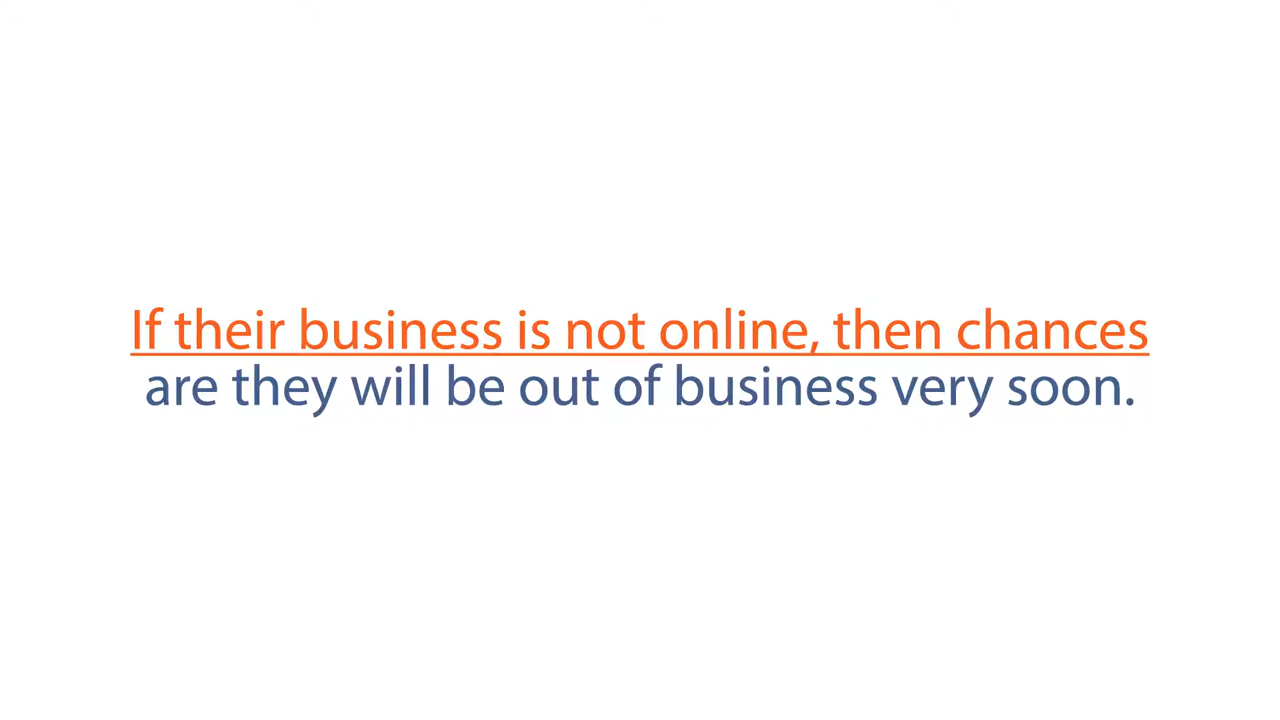 If their business is not online, then chances
are they will be out of business very soon.